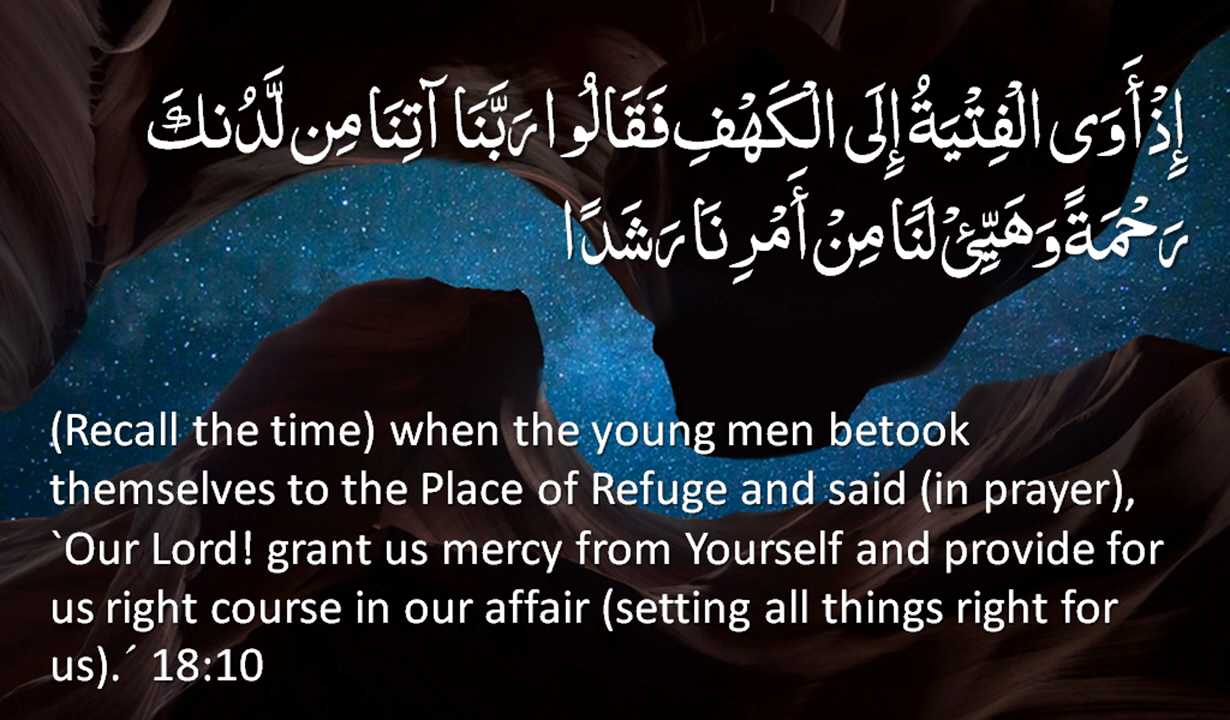 إِذْ أَوَى الْفِتْيَةُ إِلَى الْكَهْفِ فَقَالُوا رَبَّنَا آتِنَا مِن لَّدُنكَ
رَحْمَةً وَهَيِّئْ لَنَا مِنْ أَمْرِنَا رَشَدًا
(Recall the time) when the young men betook
themselves to the Place of Refuge and said (in prayer),
`Our Lord! grant us mercy from Yourself and provide for
us right course in our affair (setting all things right for
us).´ 18:10